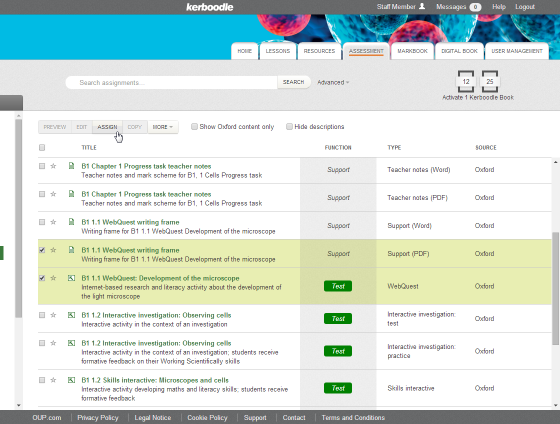 kerboodle
Staff Member Messages 0 Help Logout
HOME LESSONS RESOURCES ASSESSMENT MARKBOOK DIGITAL BOOK USER MANAGEMENT
Search assignments... SEARCH Advanced
12 25
Activate 1 Kerboodle Book
PREVIEW EDIT ASSIGN COPY MORE Show Oxford content only Hide descriptions
TITLE FUNCTION TYPE SOURCE
B1 Chapter 1 Progress task teacher notes
Teacher notes and mark scheme for B1, 1 Cells Progress task
Support Teacher notes (Word) Oxford
B1 Chapter 1 Progress task teacher notes
Teacher notes and mark scheme for B1, 1 Cells Progress task
Support Teacher notes (PDF) Oxford
B1 1.1 WebQuest writing frame
Writing frame for B1 1.1 WebQuest Development of the microscope
Support Support (Word) Oxford
B1 1.1 WebQuest writing frame
Writing frame for B1 1.1 WebQuest Development of the microscope
Support Support (PDF) Oxford
B1 1.1 WebQuest: Development of the microscope
Internet-based research and literacy activity about the development of
the light microscope
Test WebQuest Oxford
B1 1.2 Interactive investigation: Observing cells
Interactive activity in the context of an investigation
Test Interactive investigation: Oxford
test
B1 1.2 Interactive investigation: Observing cells
Interactive activity in the context of an investigation; students receive
formative feedback on their Working Scientifically skills
Test Interactive investigation: Oxford
practice
B1 1.2 Skills interactive: Microscopes and cells
Interactive activity developing maths and literacy skills; students receive
formative feedback
Test Skills interactive Oxford
OUP.com Privacy Policy Legal Notice Cookie Policy Support Contact Terms and Conditions